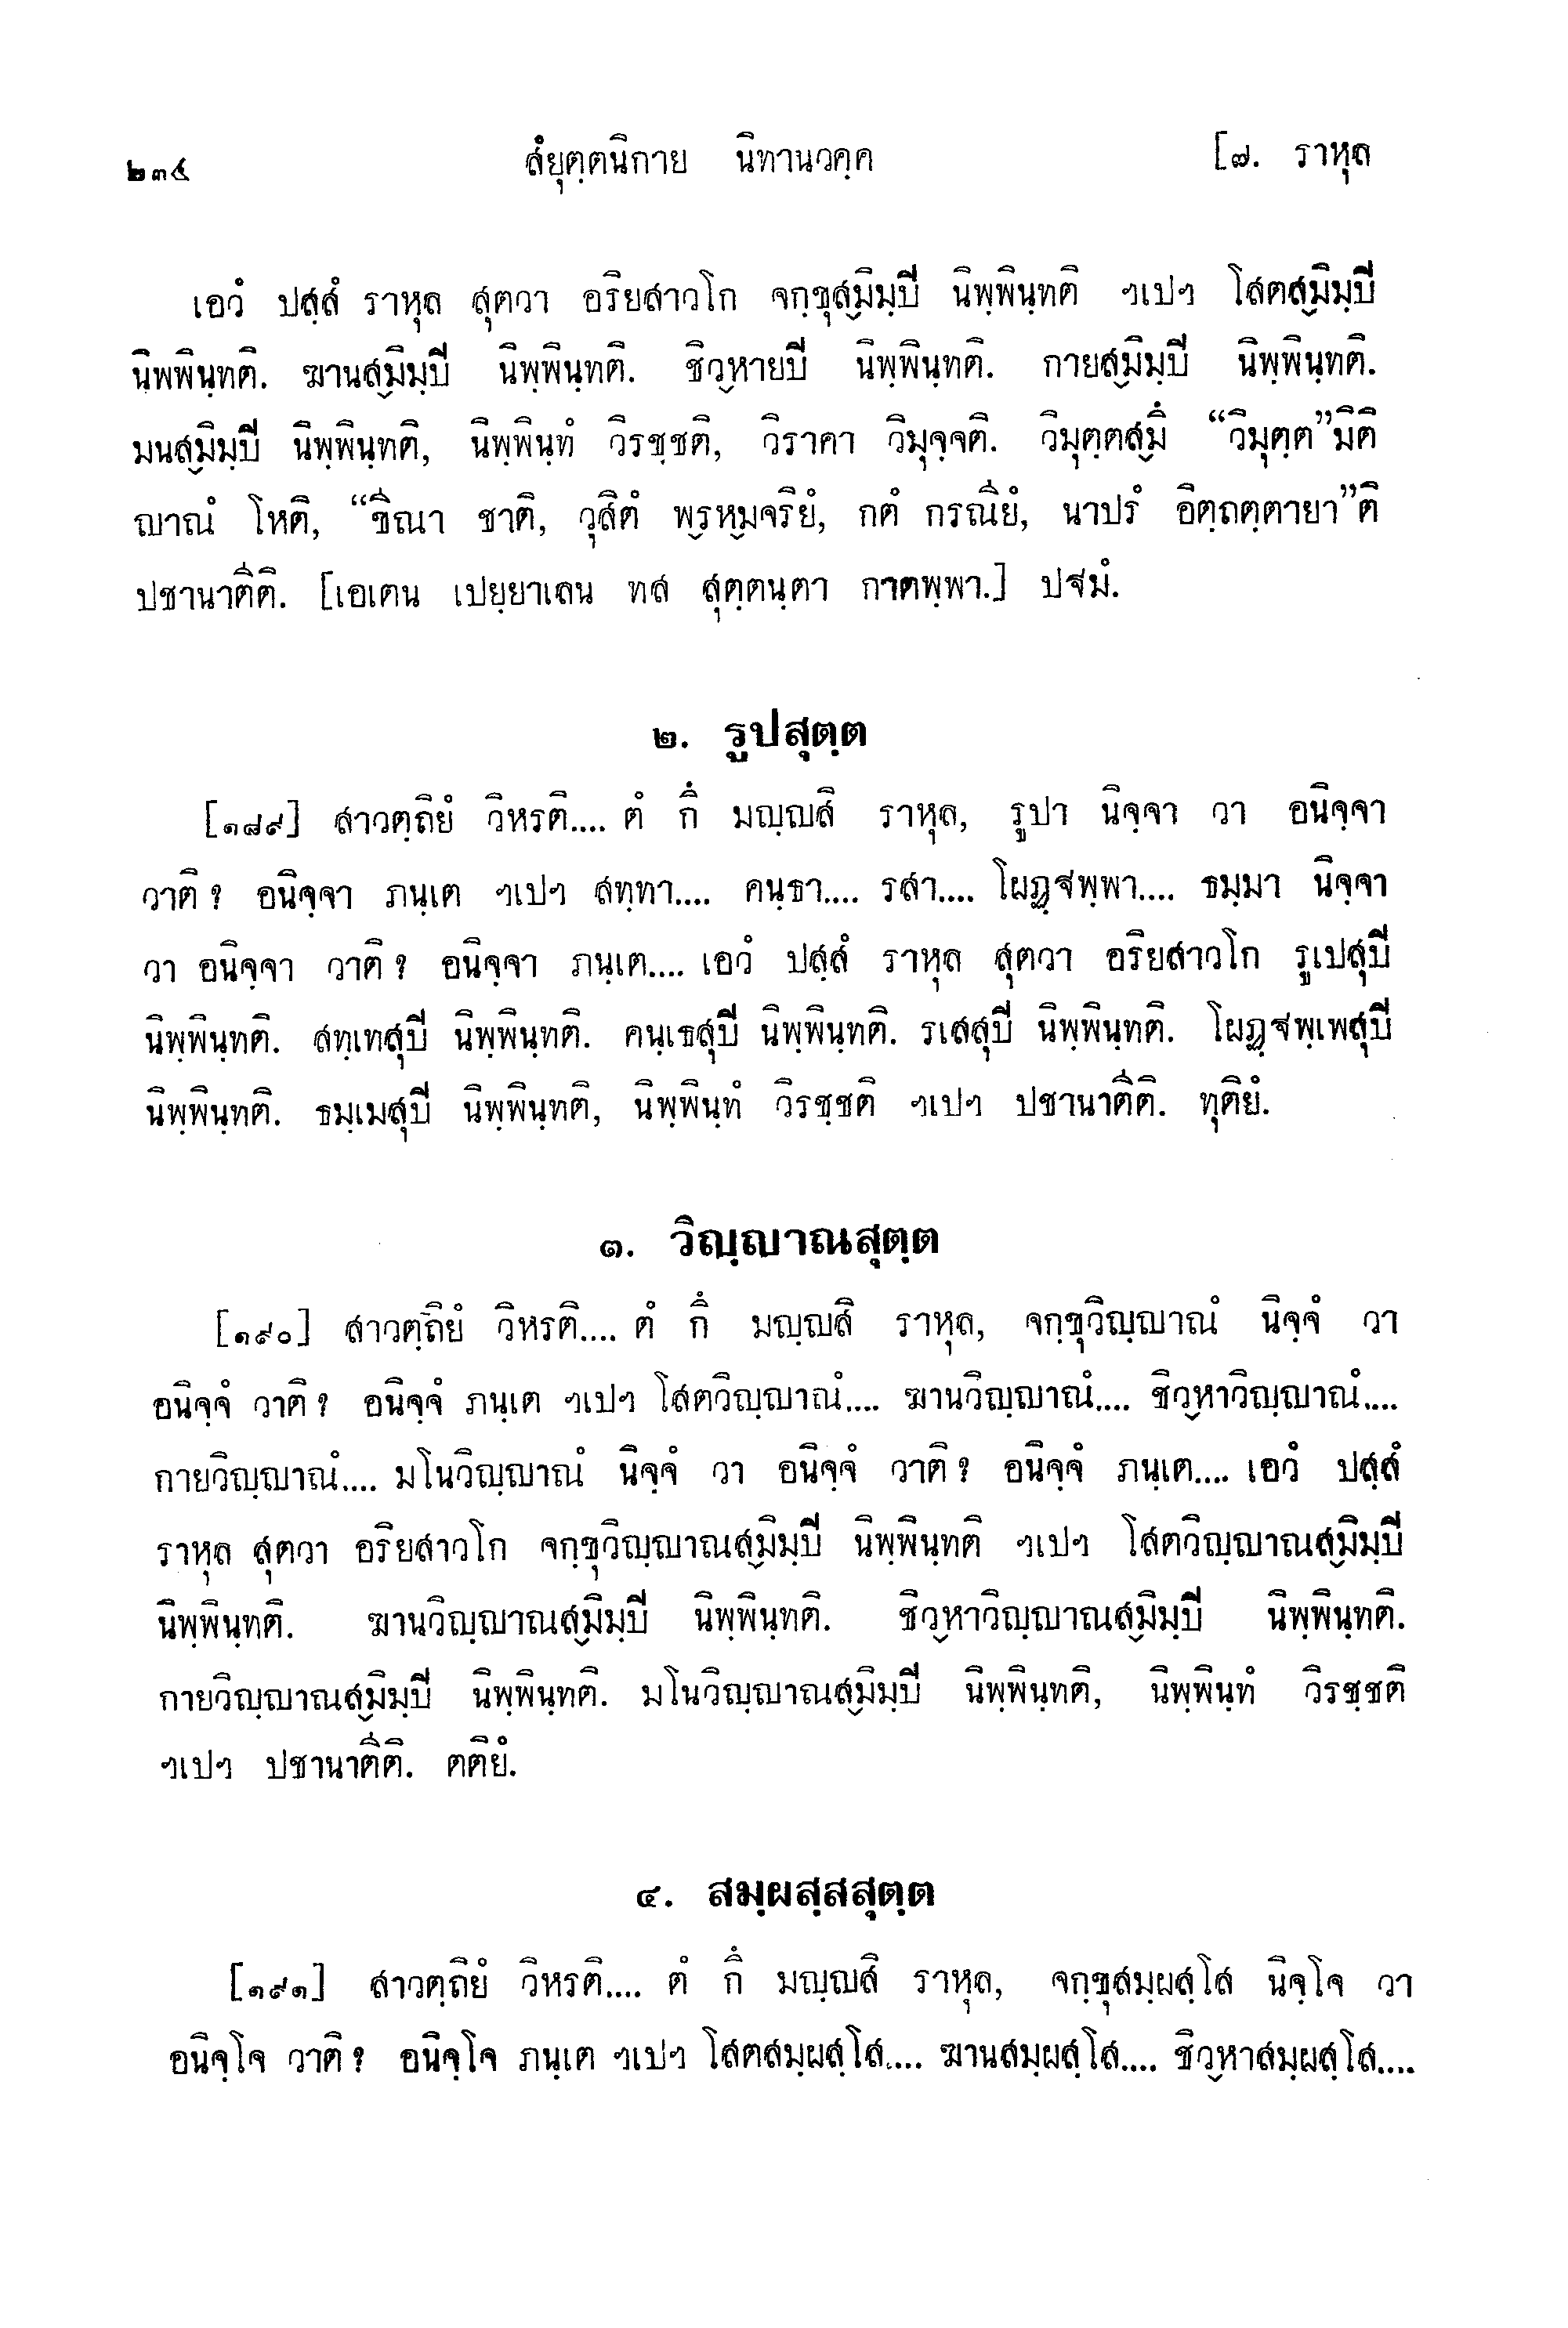 ๒๓๔ สํยุตฺตนิกาย นิทานวคฺค [๗. ราหุล
เอวํ ปสฺสํ ราหุล สุตวา อริยสาวโก จกฺขุสฺมิมฺปิ นิพฺพินฺทติ ฯเปฯ โสตสฺมิมฺปิ
นิพฺพินฺทติ. ฆานสฺมิมฺปิ นิพฺพินฺทติ. ชิวฺหายปิ นิพฺพินฺทติ. กายสฺมิมฺปิ นิพฺพินฺทติ.
มนสฺมิมฺปิ นิพฺพินฺทติ, นิพฺพินฺทํ วิรชฺชติ, วิราคา วิมุจฺจติ. วิมุตฺตสฺมึ “วิมุตฺต”มิติ
ญาณํ โหติ, “ขีณา ชาติ, วุสิตํ พฺรหฺมจริยํ, กตํ กรณียํ, นาปรํ อิตฺถตฺตายา”ติ
ปชานาตีติ. [เอเตน เปยฺยาเลน ทส สุตฺตนฺตา กาตพฺพา.] ปฐมํ.
๒. รูปสุตฺต
[๑๘๙] สาวตฺถิยํ วิหรติ.... ตํ กึ มญฺญสิ ราหุล, รูปา นิจฺจา วา อนิจฺจา
วาติ ? อนิจฺจา ภนฺเต ฯเปฯ สทฺทา.... คนฺธา.... รสา.... โผฏฺฐพฺพา.... ธมฺมา นิจฺจา
วา อนิจฺจา วาติ ? อนิจฺจา ภนฺเต.... เอวํ ปสฺสํ ราหุล สุตวา อริยสาวโก รูเปสุปิ
นิพฺพินฺทติ. สทฺเทสุปิ นิพฺพินฺทติ. คนฺเธสุปิ นิพฺพินฺทติ. รเสสุปิ นิพฺพินฺทติ. โผฏฺฐพฺเพสุปิ
นิพฺพินฺทติ. ธมฺเมสุปิ นิพฺพินฺทติ, นิพฺพินฺทํ วิรชฺชติ ฯเปฯ ปชานาตีติ. ทุติยํ.
๓. วิญฺญาณสุตฺต
[๑๙๐] สาวตฺถิยํ วิหรติ.... ตํ กึ มญฺญสิ ราหุล, จกฺขุวิญฺญาณํ นิจฺจํ วา
อนิจฺจํ วาติ ? อนิจฺจํ ภนฺเต ฯเปฯ โสตวิญฺญาณํ.... ฆานวิญฺญาณํ.... ชิวฺหาวิญฺญาณํ....
กายวิญฺญาณํ.... มโนวิญฺญาณํ นิจฺจํ วา อนิจฺจํ วาติ ? อนิจฺจํ ภนฺเต.... เอวํ ปสฺสํ
ราหุล สุตวา อริยสาวโก จกฺขุวิญฺญาณสฺมิมฺปิ นิพฺพินฺทติ ฯเปฯ โสตวิญฺญาณสฺมิมฺปิ
นิพฺพินฺทติ. ฆานวิญฺญาณสฺมิมฺปิ นิพฺพินฺทติ. ชิวฺหาวิญฺญาณสฺมิมฺปิ นิพฺพินฺทติ.
กายวิญฺญาณสฺมิมฺปิ นิพฺพินฺทติ. มโนวิญฺญาณสฺมิมฺปิ นิพฺพินฺทติ, นิพฺพินฺทํ วิรชฺชติ
ฯเปฯ ปชานาตีติ. ตติยํ.
๔. สมฺผสฺสสุตฺต
[๑๙๑] สาวตฺถิยํ วิหรติ.... ตํ กึ มญฺญสิ ราหุล, จกฺขุสมฺผสฺโส นิจฺโจ วา
อนิจฺโจ วาติ ? อนิจฺโจ ภนฺเต ฯเปฯ โสตสมฺผสฺโส.... ฆานสมฺผสฺโส.... ชิวฺหาสมฺผสฺโส....